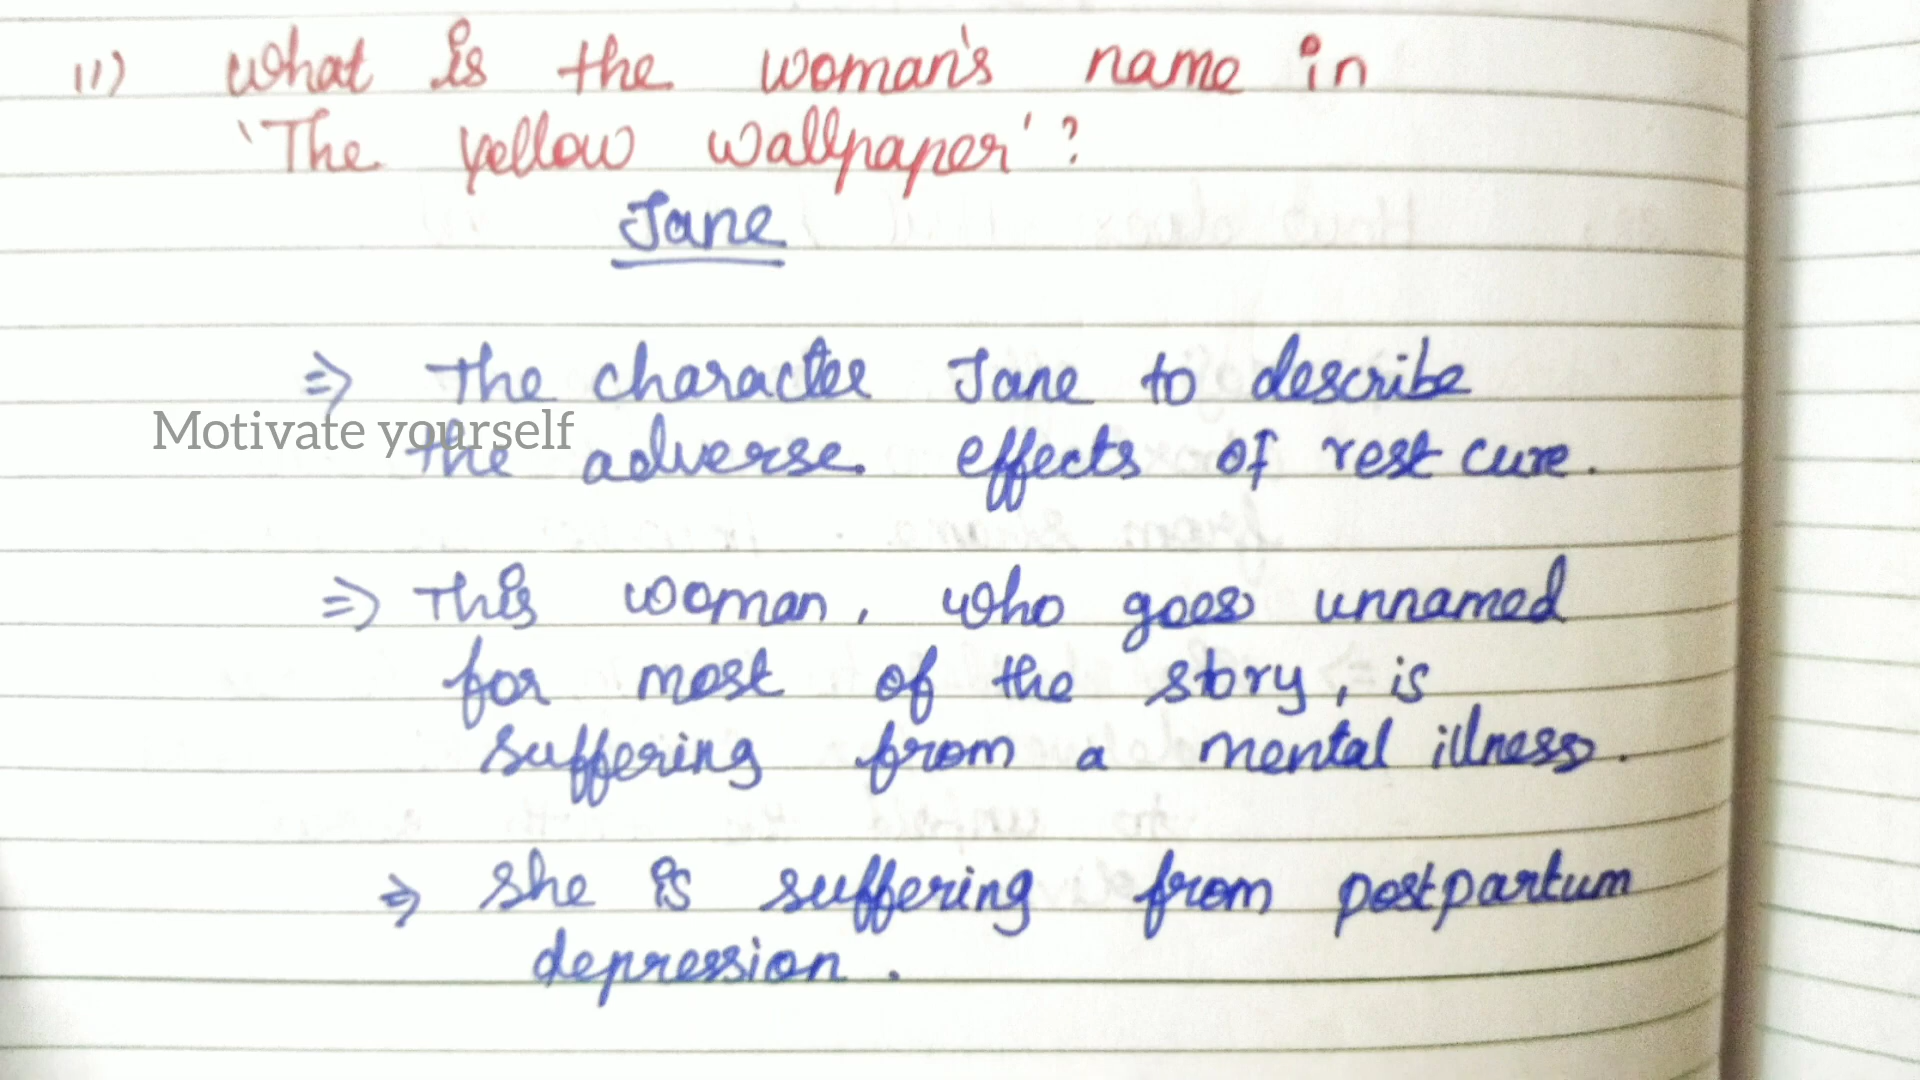 11) What is the woman's name in
'The yellow wallpaper'?
Jane
⇒ The character Jane to describe
Motivate yourself
the adverse effects of rest cure.
⇒ This woman, who goes unnamed
for most of the story, is
suffering from a mental illness.
⇒ She is suffering from postpartum
depression.